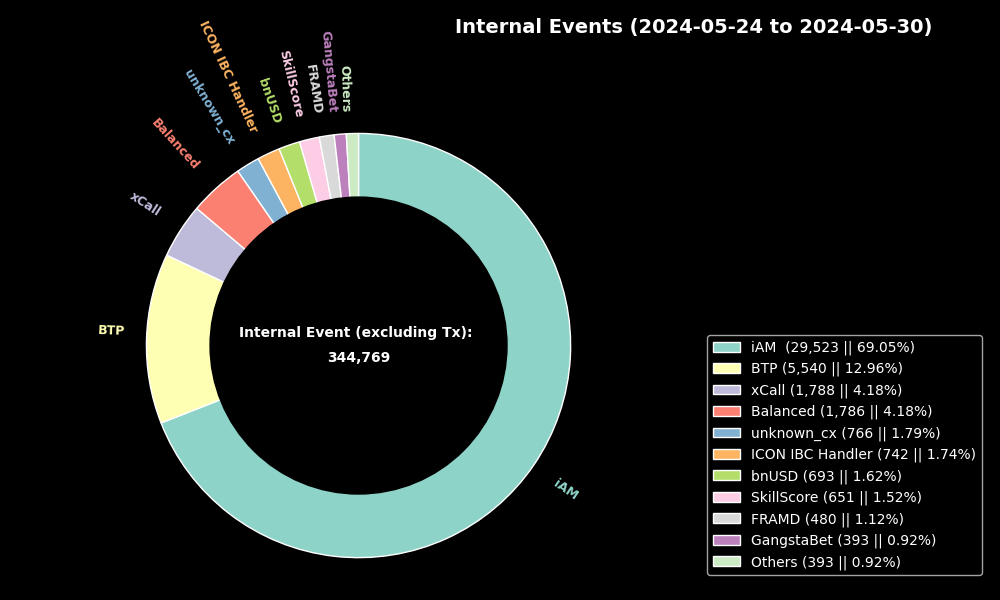 Internal Events (2024-05-24 to 2024-05-30)
iAM
BTP
xCall
Balanced
unknown_cx
ICON IBC Handler
bnUSD
SkillScore
FRAMD
GangstaBet
Others
Internal Event (excluding Tx):
344,769
iAM  (29,523 || 69.05%)
BTP (5,540 || 12.96%)
xCall (1,788 || 4.18%)
Balanced (1,786 || 4.18%)
unknown_cx (766 || 1.79%)
ICON IBC Handler (742 || 1.74%)
bnUSD (693 || 1.62%)
SkillScore (651 || 1.52%)
FRAMD (480 || 1.12%)
GangstaBet (393 || 0.92%)
Others (393 || 0.92%)